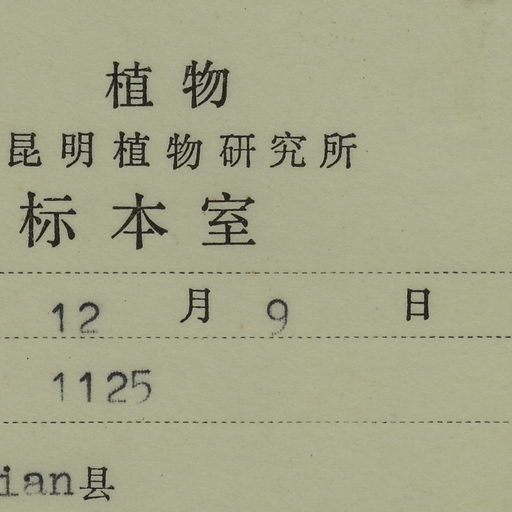 植物
昆明植物研究所
标本室
12 月 9 日
1125
ian县